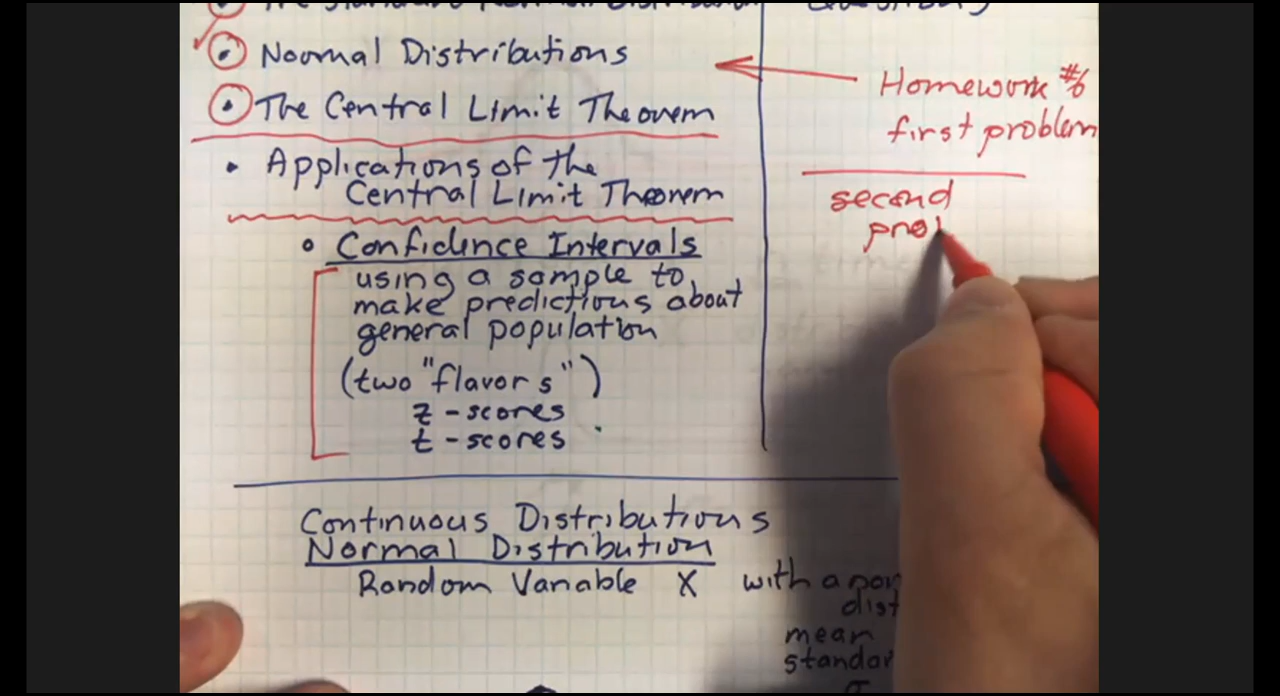 Normal Distributions
The Central Limit Theorem
Applications of the
Central Limit Theorem
Confidence Intervals
using a sample to
make predictions about
general population
(two "flavors")
z - scores
t - scores
Homework #6
first problem
second
Continuous Distributions
Normal Distribution
Random Variable X with a
mean
σ